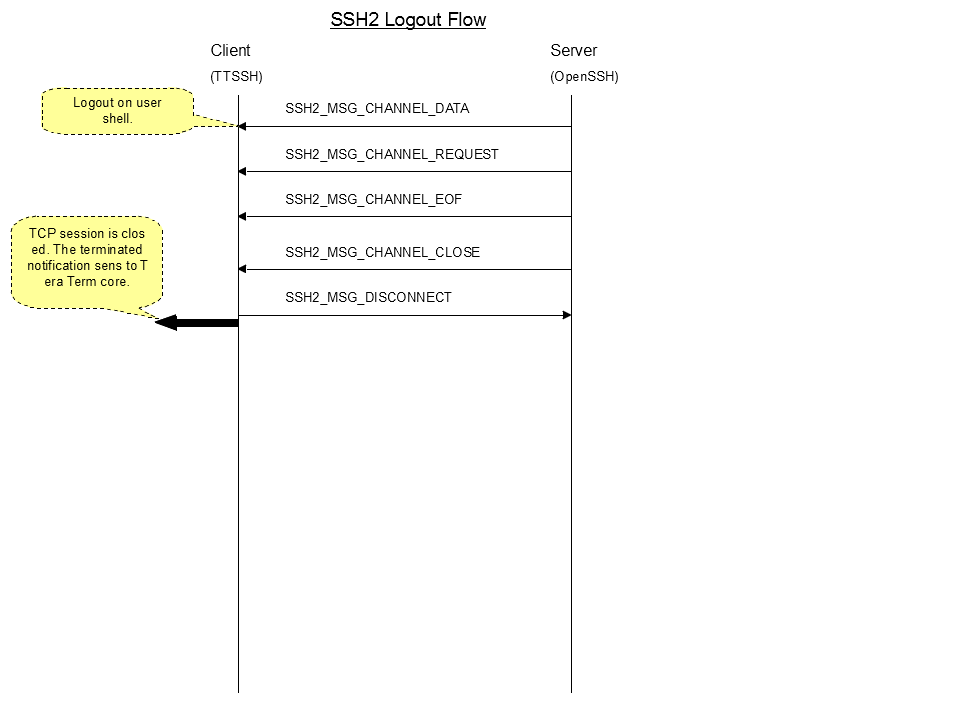 SSH2 Logout Flow
Client
Server
(TTSSH)
(OpenSSH)
Logout on user
shell.
SSH2_MSG_CHANNEL_DATA
SSH2_MSG_CHANNEL_REQUEST
SSH2_MSG_CHANNEL_EOF
TCP session is clos
ed. The terminated
notification sens to T
era Term core.
SSH2_MSG_CHANNEL_CLOSE
SSH2_MSG_DISCONNECT